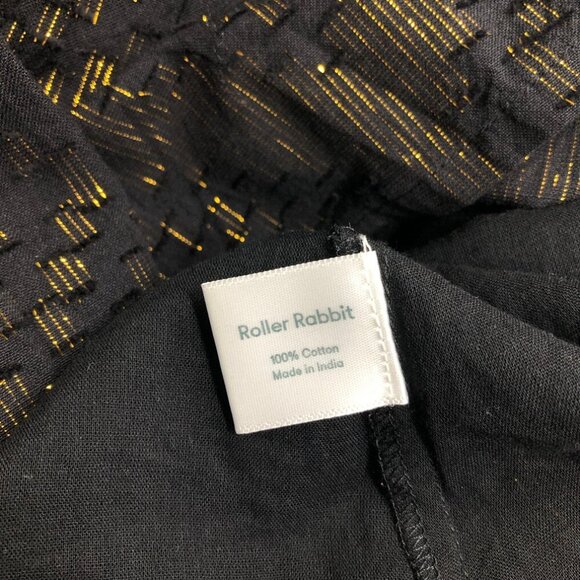 Roller Rabbit
100% Cotton
Made in India